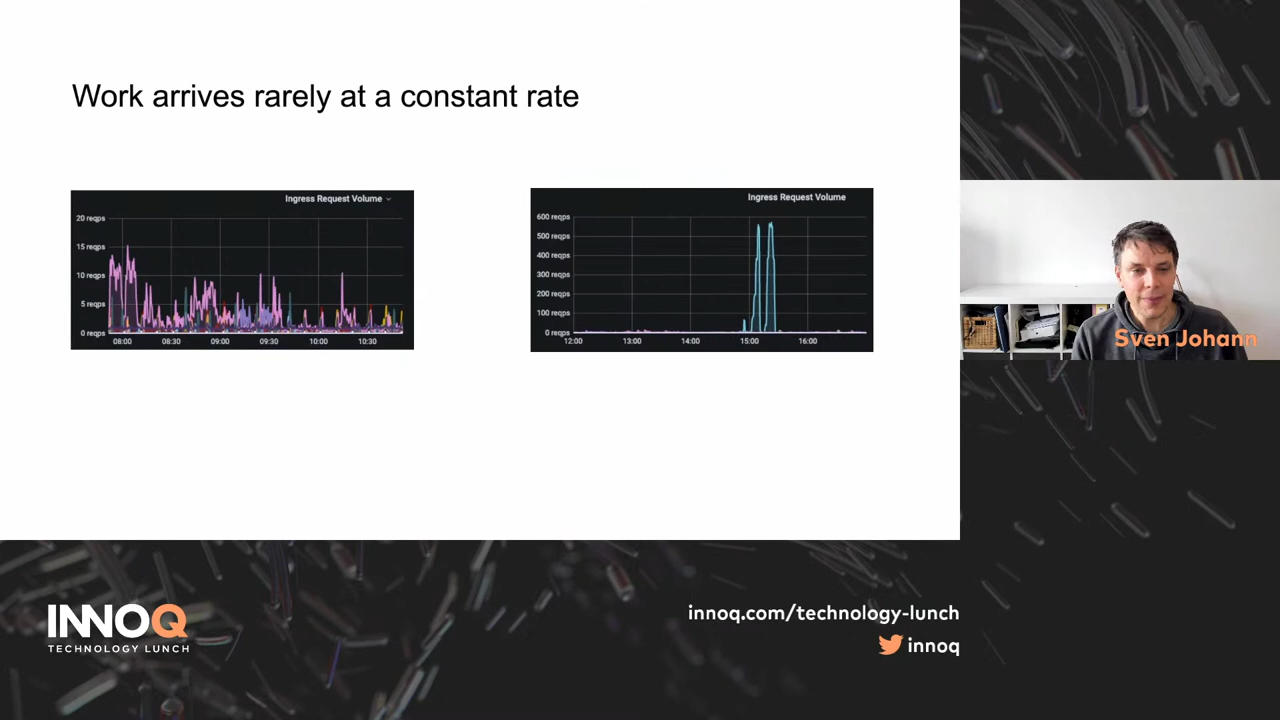 Work arrives rarely at a constant rate
Ingress Request Volume
20 reqps
15 reqps
10 reqps
5 reqps
0 reqps
08:00 08:30 09:00 09:30 10:00 10:30
Ingress Request Volume
600 reqps
500 reqps
400 reqps
300 reqps
200 reqps
100 reqps
0 reqps
12:00 13:00 14:00 15:00 16:00
Sven Johann
INNOQ
TECHNOLOGY LUNCH
innoq.com/technology-lunch
innoq